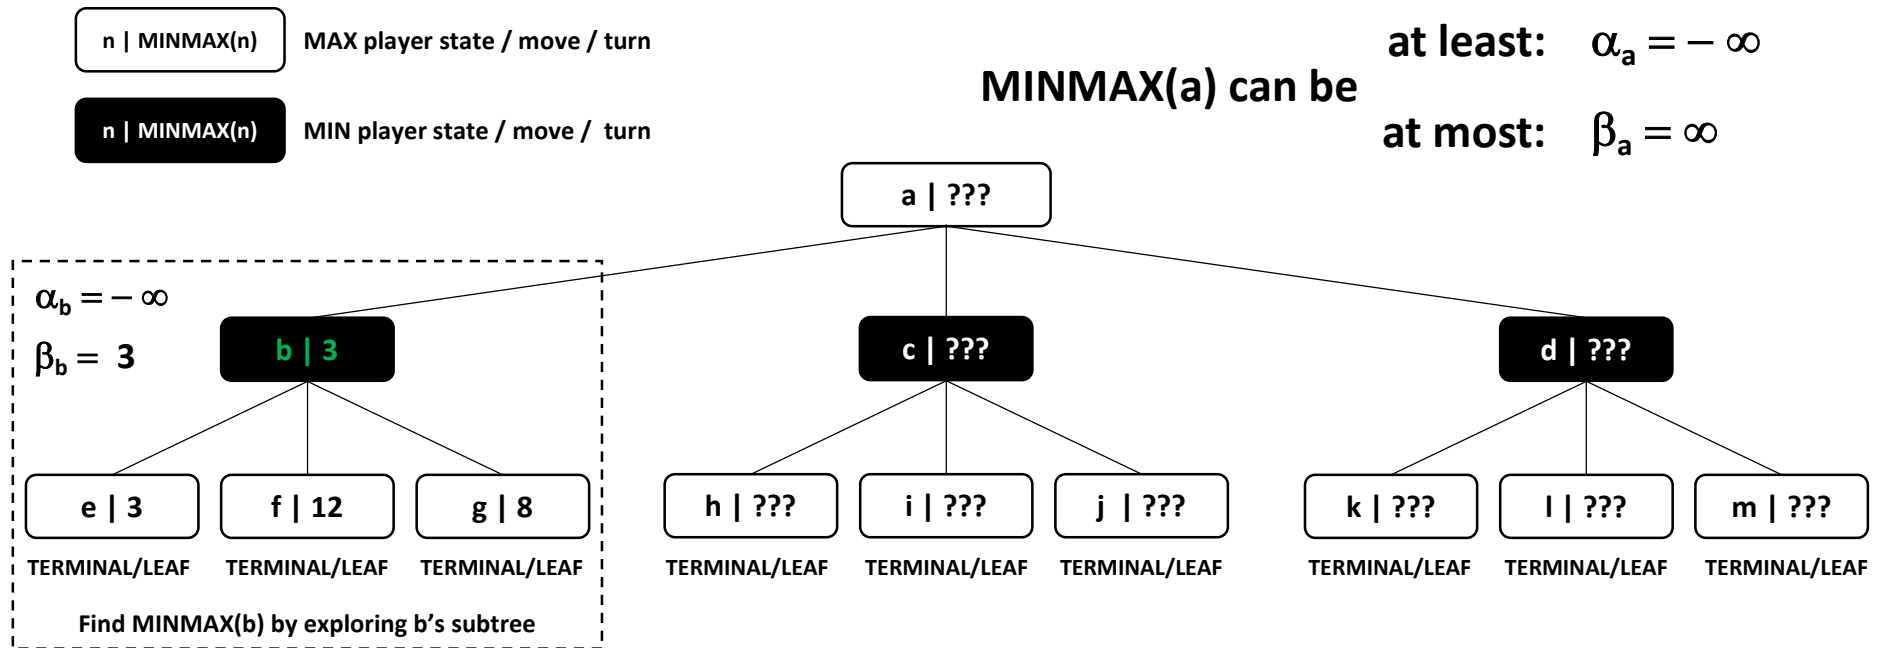 n | MINMAX(n) MAX player state / move / turn
n | MINMAX(n) MIN player state / move / turn
MINMAX(a) can be
at least: αa = − ∞
at most: βa = ∞
a | ???
αb = − ∞
βb = 3
b | 3
c | ???
d | ???
e | 3
f | 12
g | 8
h | ???
i | ???
j | ???
k | ???
l | ???
m | ???
TERMINAL/LEAF TERMINAL/LEAF TERMINAL/LEAF TERMINAL/LEAF TERMINAL/LEAF TERMINAL/LEAF TERMINAL/LEAF TERMINAL/LEAF TERMINAL/LEAF
Find MINMAX(b) by exploring b’s subtree